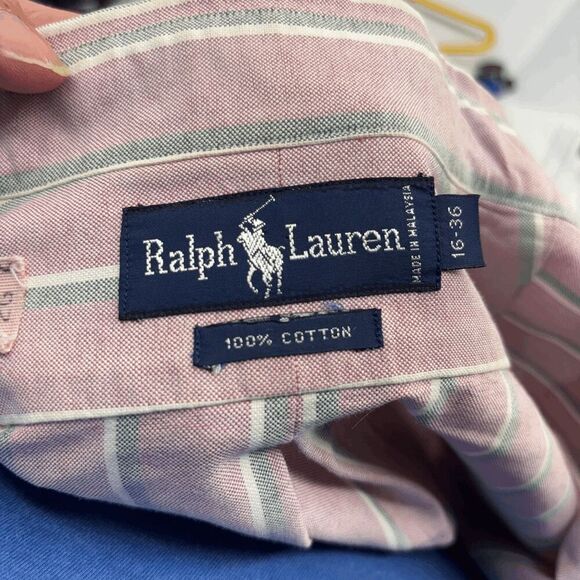 Ralph Lauren
MADE IN MALAYSIA
16-36
100% COTTON